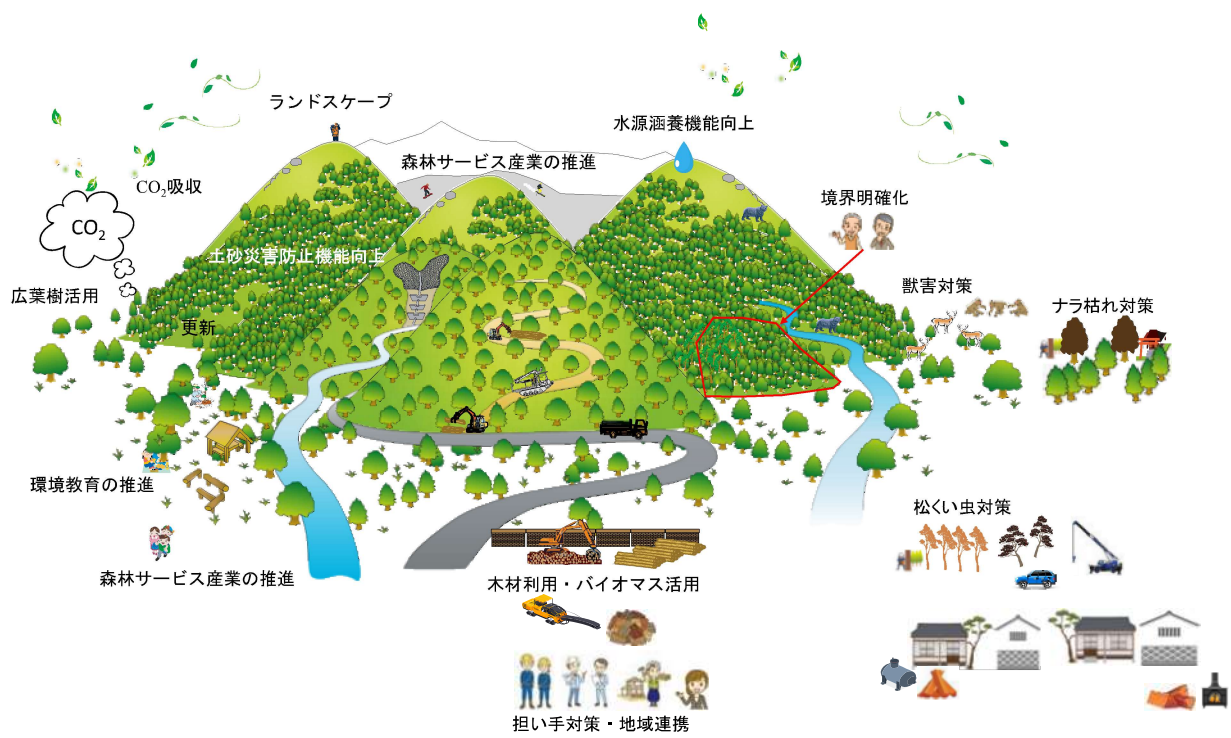 ランドスケープ
水源涵養機能向上
森林サービス産業の推進
CO₂吸収
境界明確化
CO₂
土砂災害防止機能向上
獣害対策
広葉樹活用
ナラ枯れ対策
更新
環境教育の推進
松くい虫対策
森林サービス産業の推進
木材利用・バイオマス活用
担い手対策・地域連携